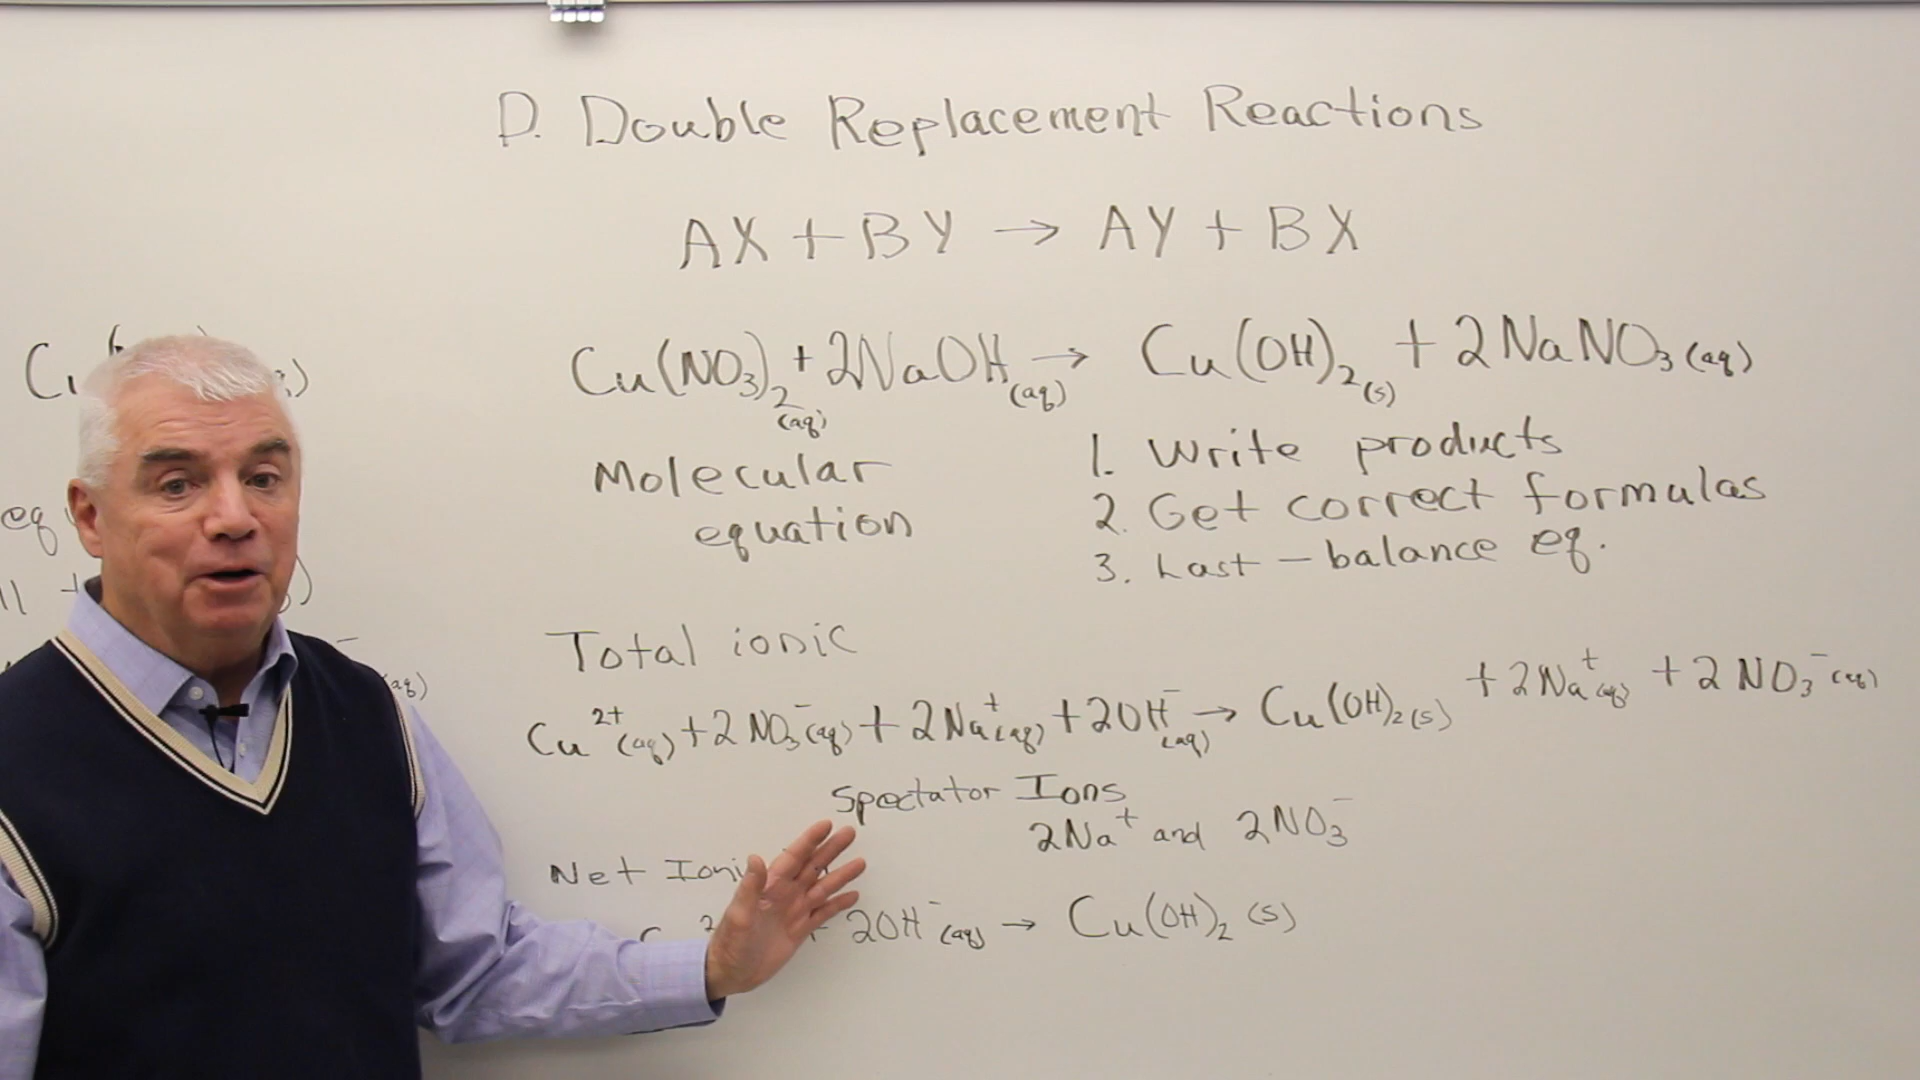 D. Double Replacement Reactions
AX + BY → AY + BX
Cu(NO₃)₂(aq) + 2NaOH(aq) → Cu(OH)₂(s) + 2NaNO₃(aq)
Molecular
equation
1. Write products
2. Get correct formulas
3. Last – balance eq.
Total ionic
Cu²⁺(aq) + 2NO₃⁻(aq) + 2Na⁺(aq) + 2OH⁻(aq) → Cu(OH)₂(s) + 2Na⁺(aq) + 2NO₃⁻(aq)
Spectator Ions
2Na⁺ and 2NO₃⁻
Net
2OH⁻(aq) → Cu(OH)₂(s)
eq
(aq)